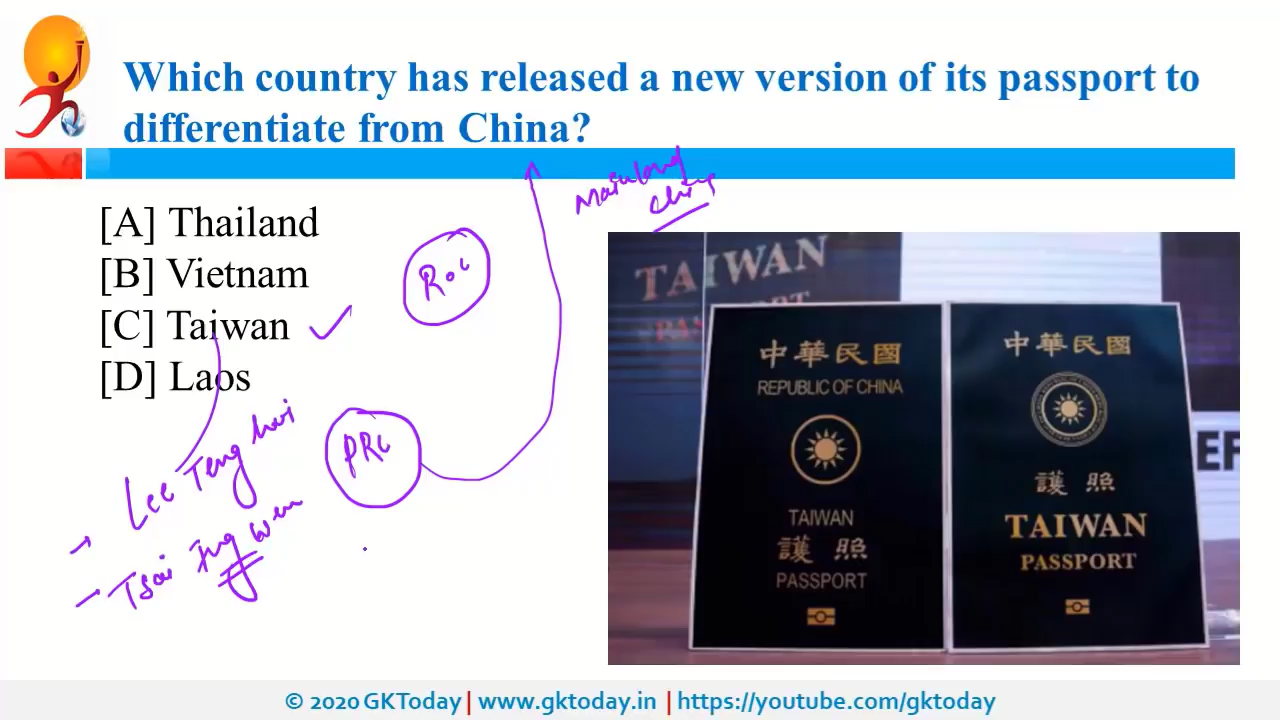 Which country has released a new version of its passport to
differentiate from China?
Mainland
China
[A] Thailand
[B] Vietnam
[C] Taiwan
[D] Laos
ROC
PRC
Lee Teng hui
Tsai Ing Wen
TAIWAN
中華民國
REPUBLIC OF CHINA
TAIWAN
護照
PASSPORT
中華民國
護照
TAIWAN
PASSPORT
EF
© 2020 GKToday | www.gktoday.in | https://youtube.com/gktoday